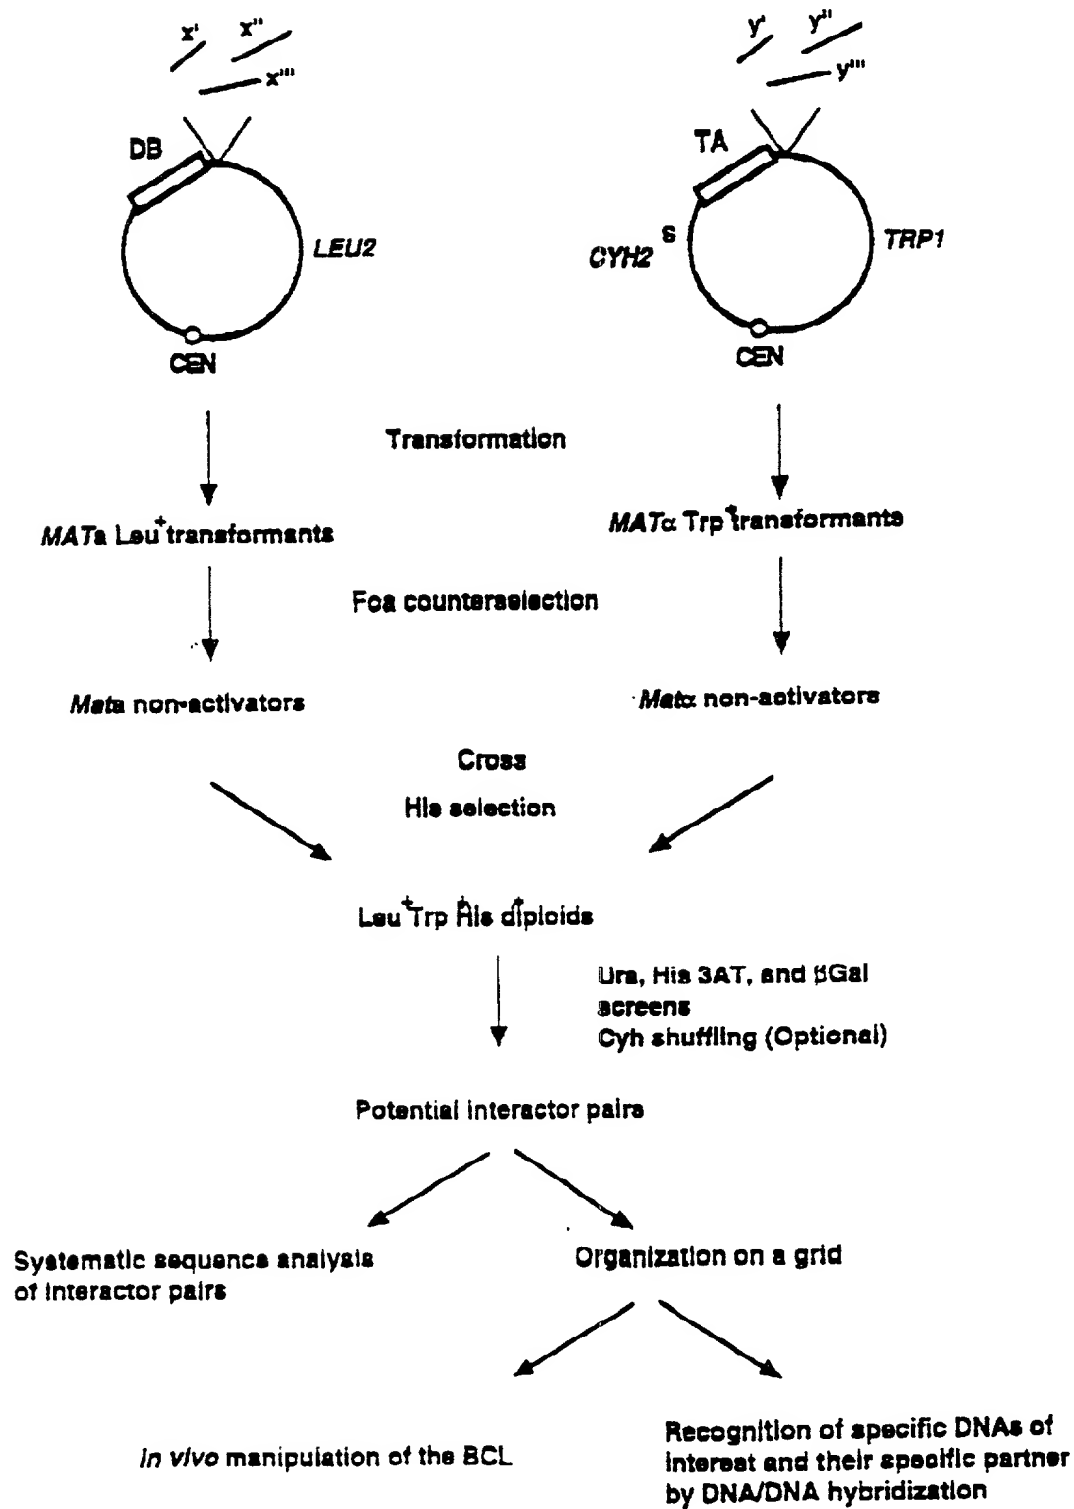 x' x'' y' y''
x''' y'''
DB TA
LEU2 CYH2 S TRP1
CEN CEN
Transformation
MATa Leu+ transformants MATα Trp+ transformants
Foa counterselection
Mata non-activators Matα non-activators
Cross
His selection
Leu+ Trp+ His+ diploids
Ura, His 3AT, and βGal
screens
Cyh shuffling (Optional)
Potential interactor pairs
Systematic sequence analysis
of interactor pairs
Organization on a grid
In vivo manipulation of the BCL
Recognition of specific DNAs of
interest and their specific partner
by DNA/DNA hybridization